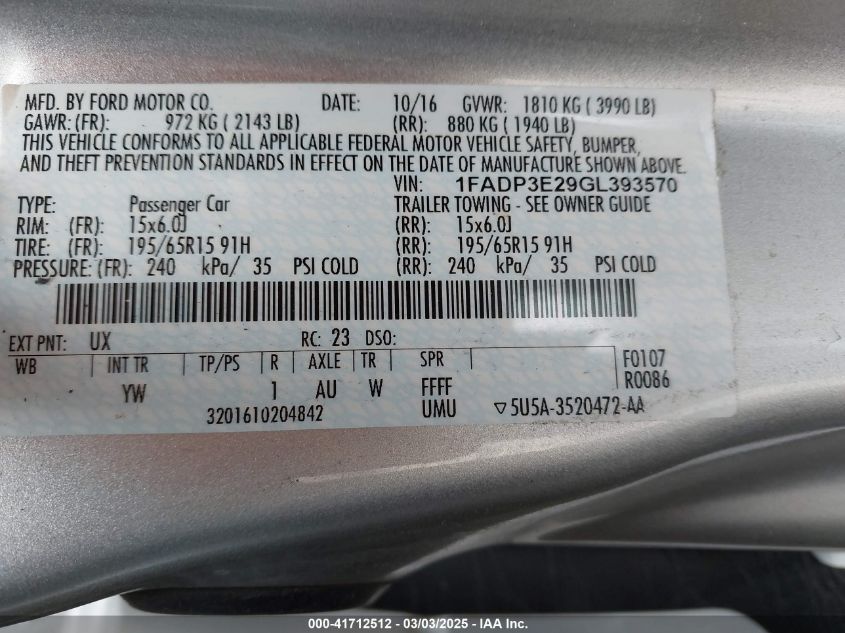 MFD. BY FORD MOTOR CO. DATE: 10/16 GVWR: 1810 KG ( 3990 LB)
GAWR: (FR): 972 KG ( 2143 LB) (RR): 880 KG ( 1940 LB)
THIS VEHICLE CONFORMS TO ALL APPLICABLE FEDERAL MOTOR VEHICLE SAFETY, BUMPER,
AND THEFT PREVENTION STANDARDS IN EFFECT ON THE DATE OF MANUFACTURE SHOWN ABOVE.
VIN: 1FADP3E29GL393570
TYPE: Passenger Car TRAILER TOWING - SEE OWNER GUIDE
RIM: (FR): 15x6.0J (RR): 15x6.0J
TIRE: (FR): 195/65R15 91H (RR): 195/65R15 91H
PRESSURE: (FR): 240 kPa/ 35 PSI COLD (RR): 240 kPa/ 35 PSI COLD
EXT PNT: UX RC: 23 DSO:
WB INT TR TP/PS R AXLE TR SPR F0107
YW 1 AU W FFFF R0086
3201610204842 UMU ▽5U5A-3520472-AA
000-41712512 - 03/03/2025 - IAA Inc.